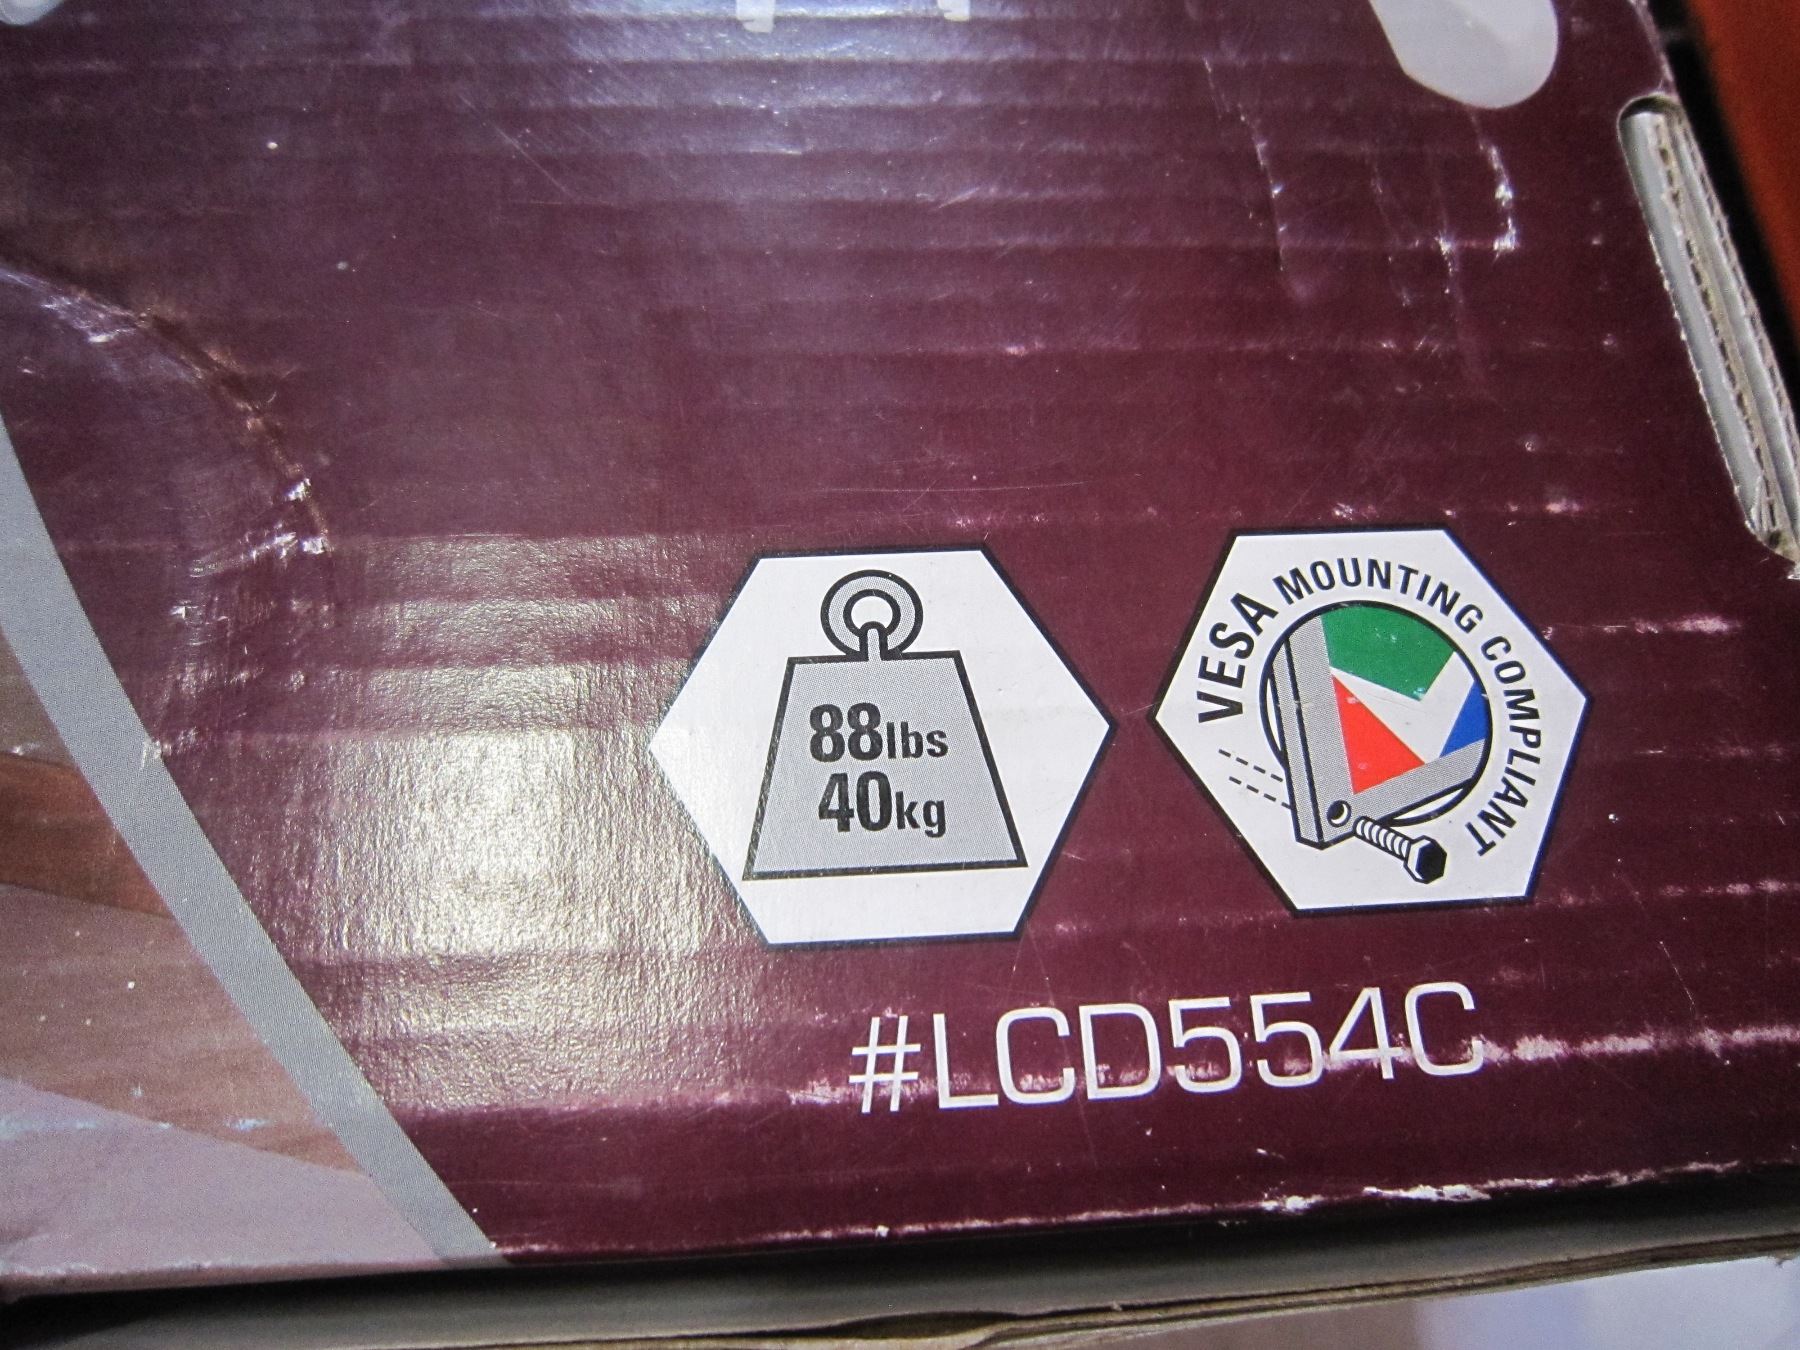 88lbs
40kg
VESA MOUNTING COMPLIANT
#LCD554C